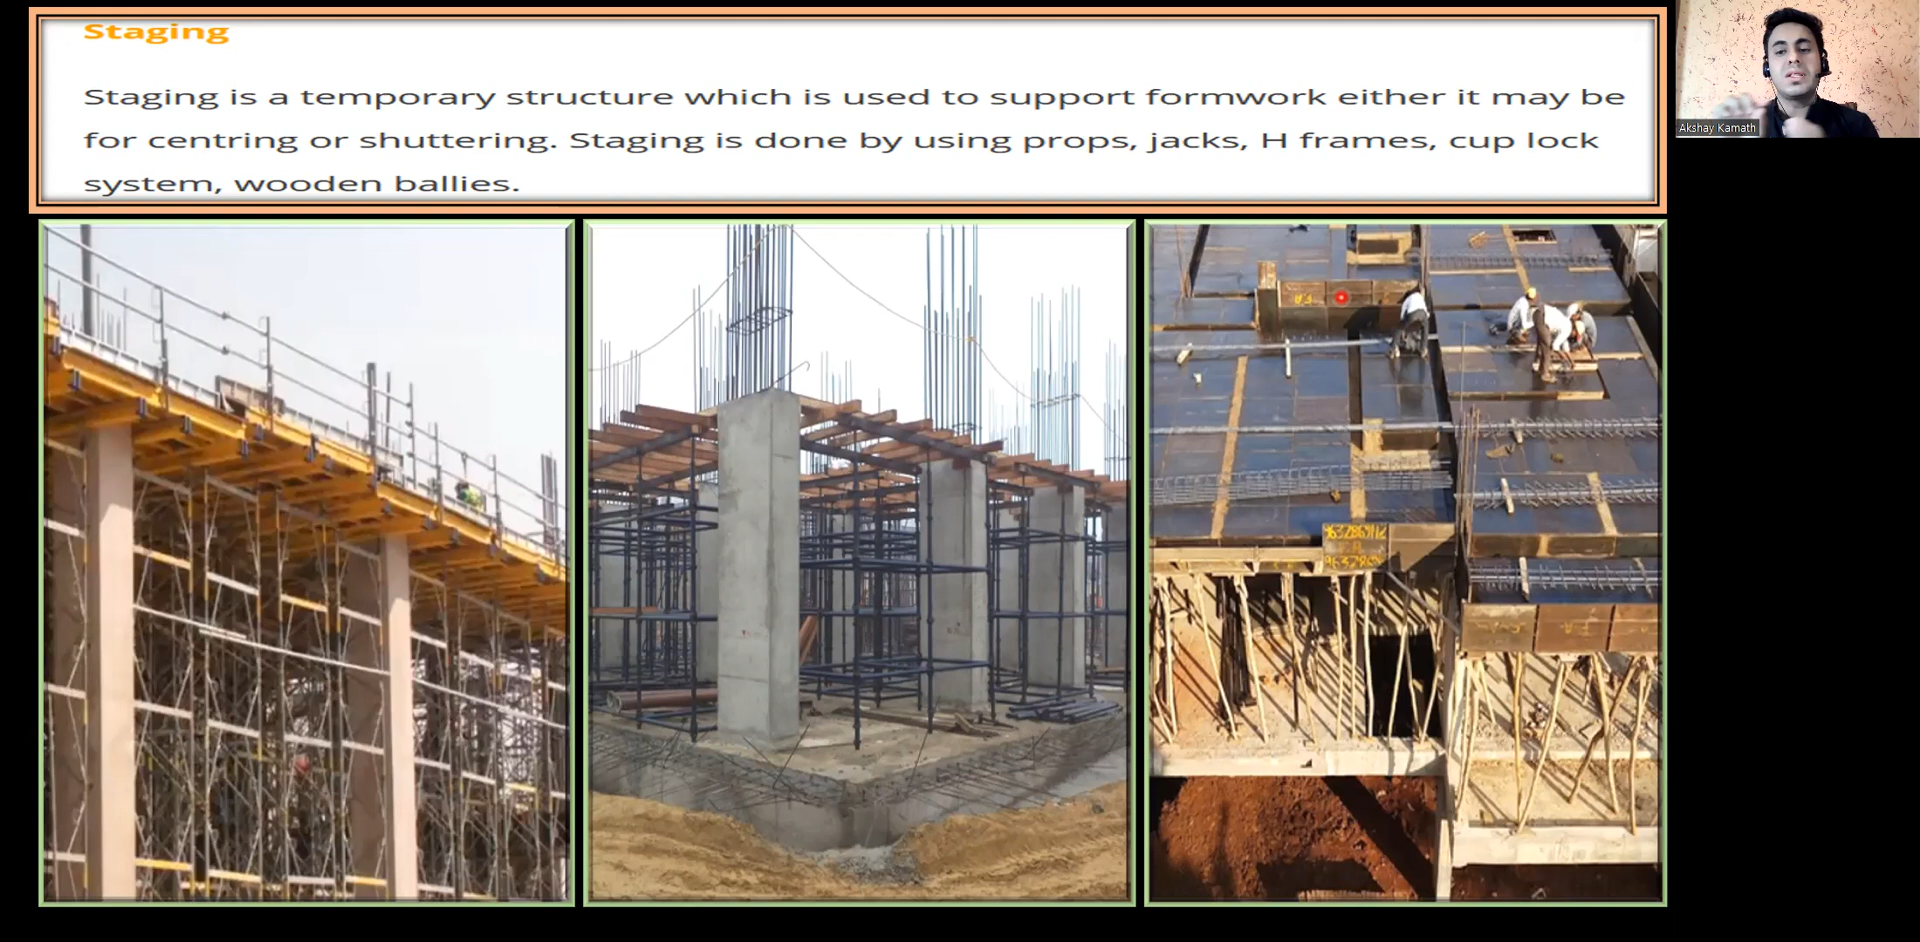 Staging
Staging is a temporary structure which is used to support formwork either it may be
for centring or shuttering. Staging is done by using props, jacks, H frames, cup lock
system, wooden ballies.
Akshay Kamath